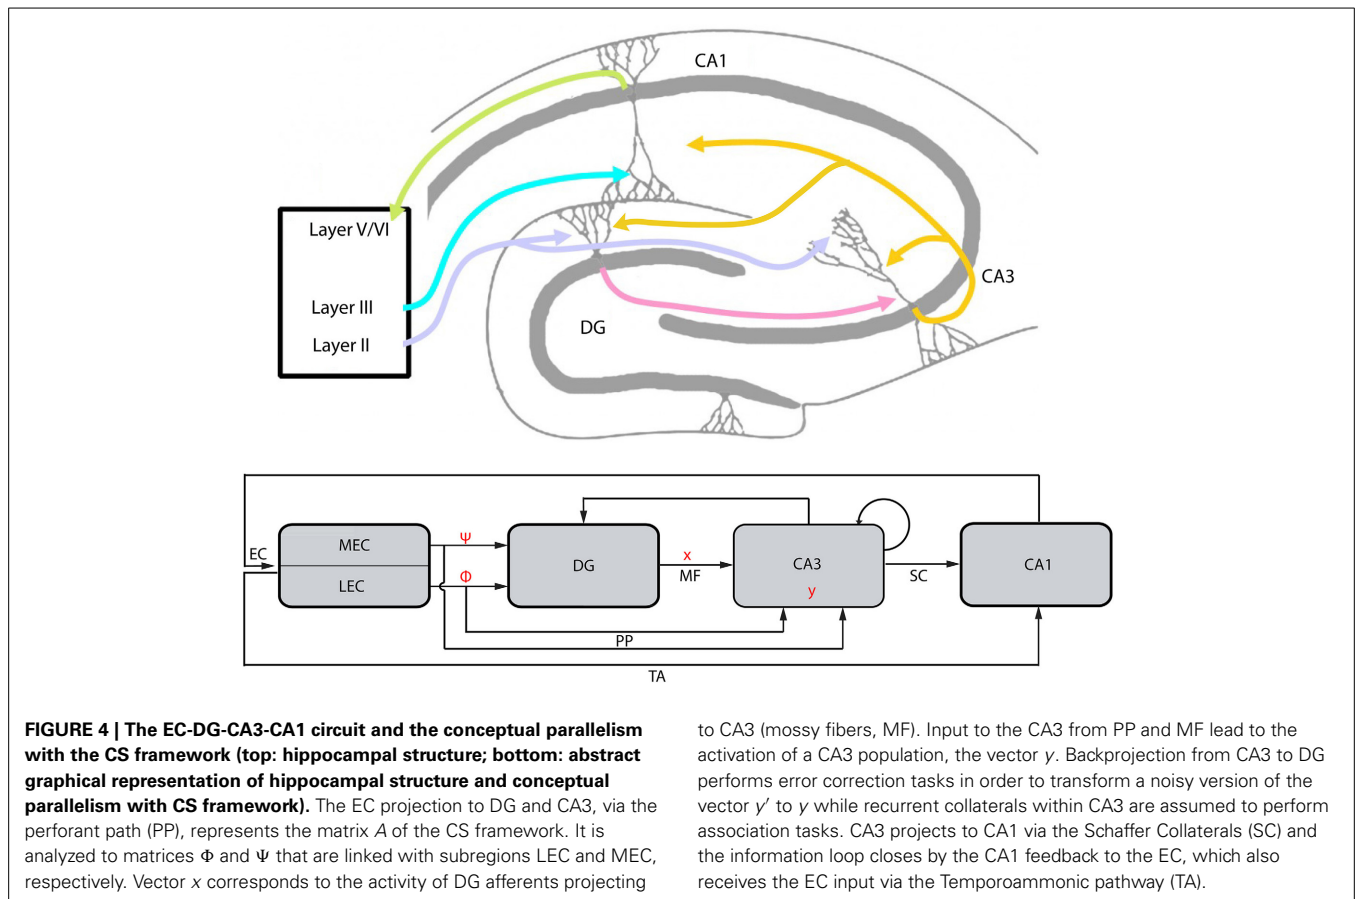 CA1
Layer V/VI
Layer III
Layer II
CA3
DG
EC
MEC
LEC
Ψ
Φ
DG
x
MF
CA3
y
SC
CA1
PP
TA
FIGURE 4 | The EC-DG-CA3-CA1 circuit and the conceptual parallelism
with the CS framework (top: hippocampal structure; bottom: abstract
graphical representation of hippocampal structure and conceptual
parallelism with CS framework). The EC projection to DG and CA3, via the
perforant path (PP), represents the matrix A of the CS framework. It is
analyzed to matrices Φ and Ψ that are linked with subregions LEC and MEC,
respectively. Vector x corresponds to the activity of DG afferents projecting
to CA3 (mossy fibers, MF). Input to the CA3 from PP and MF lead to the
activation of a CA3 population, the vector y. Backprojection from CA3 to DG
performs error correction tasks in order to transform a noisy version of the
vector y′ to y while recurrent collaterals within CA3 are assumed to perform
association tasks. CA3 projects to CA1 via the Schaffer Collaterals (SC) and
the information loop closes by the CA1 feedback to the EC, which also
receives the EC input via the Temporoammonic pathway (TA).